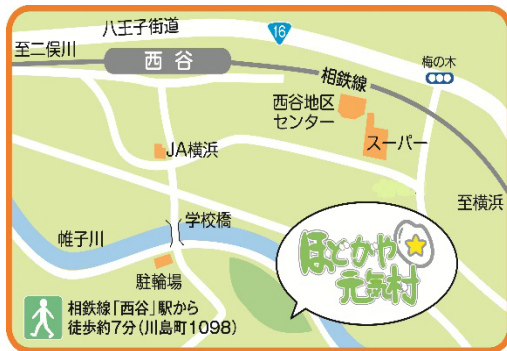 八王子街道
16
至二俣川
西谷
梅の木
相鉄線
西谷地区
センター
スーパー
JA横浜
至横浜
学校橋
帷子川
ほどがや
元気村
駐輪場
相鉄線「西谷」駅から
徒歩約7分(川島町1098)